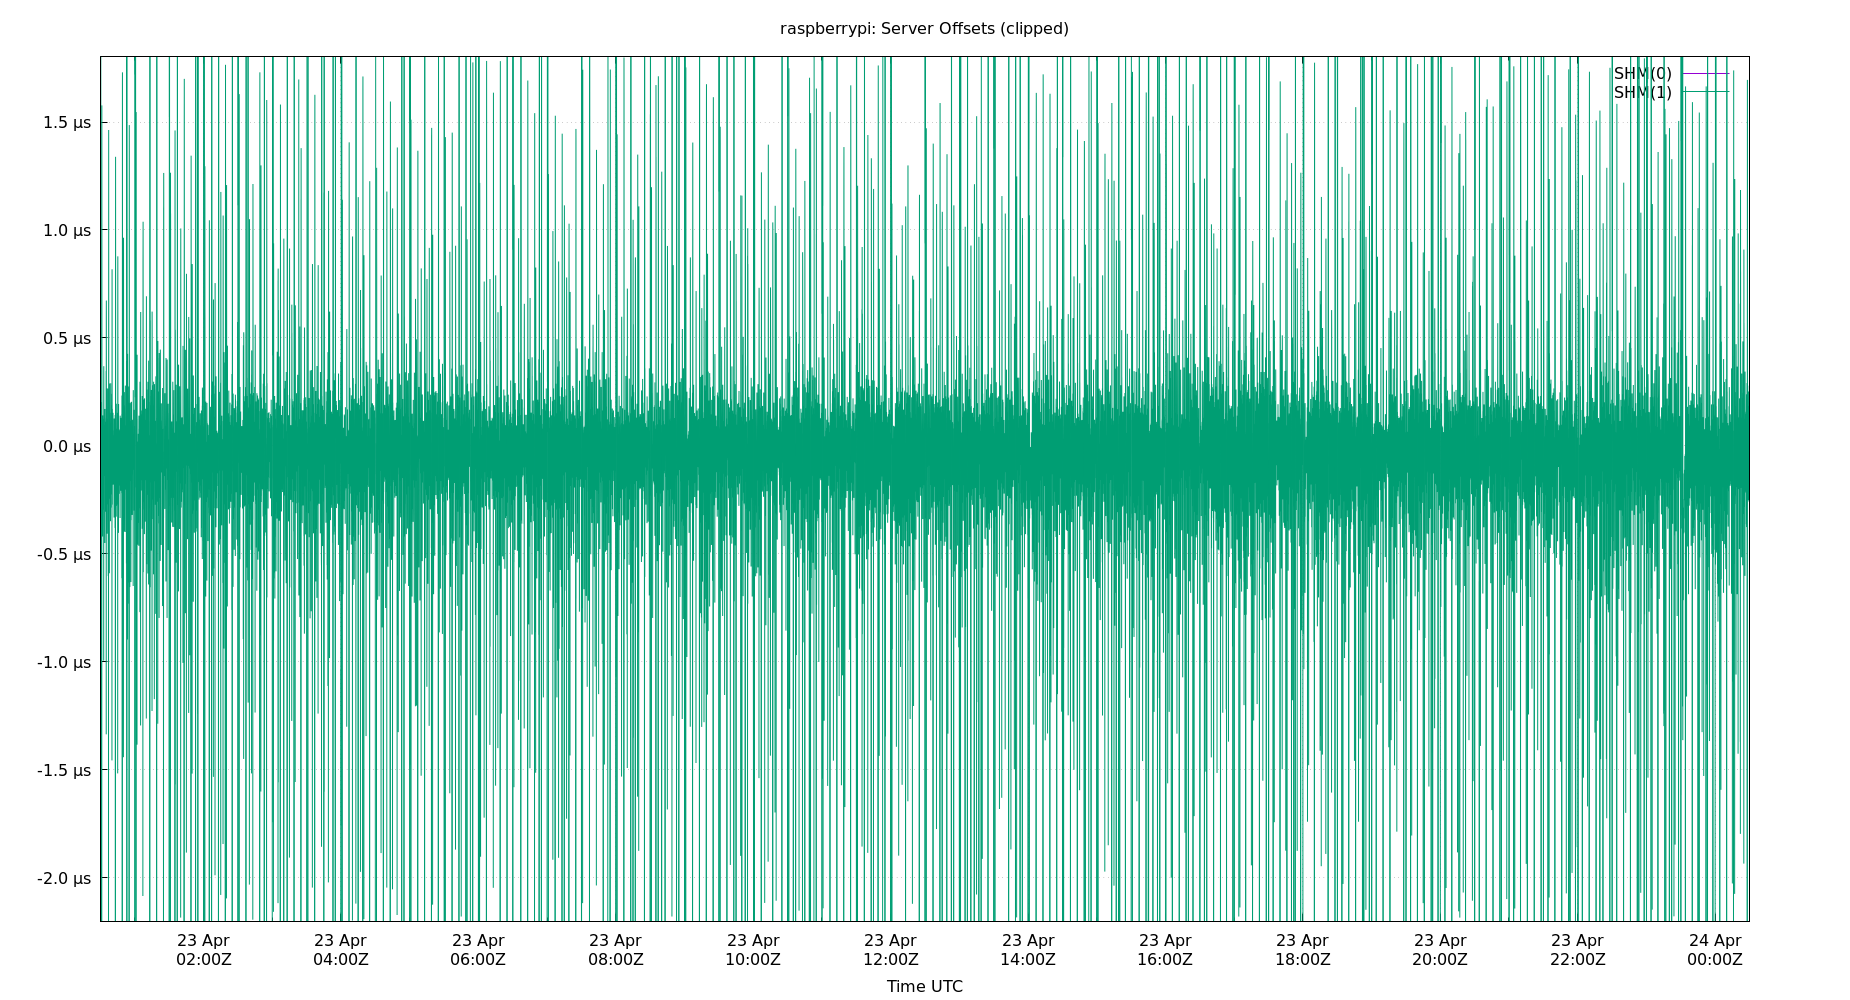 raspberrypi: Server Offsets (clipped)
SHM(0)
SHM(1)
1.5 µs
1.0 µs
0.5 µs
0.0 µs
-0.5 µs
-1.0 µs
-1.5 µs
-2.0 µs
23 Apr 23 Apr 23 Apr 23 Apr 23 Apr 23 Apr 23 Apr 23 Apr 23 Apr 23 Apr 23 Apr 24 Apr
02:00Z 04:00Z 06:00Z 08:00Z 10:00Z 12:00Z 14:00Z 16:00Z 18:00Z 20:00Z 22:00Z 00:00Z
Time UTC